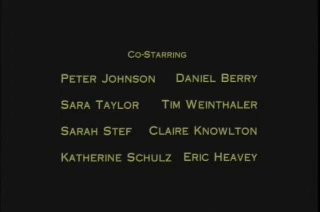 Co-Starring
Peter Johnson Daniel Berry
Sara Taylor Tim Weinthaler
Sarah Stef Claire Knowlton
Katherine Schulz Eric Heavey